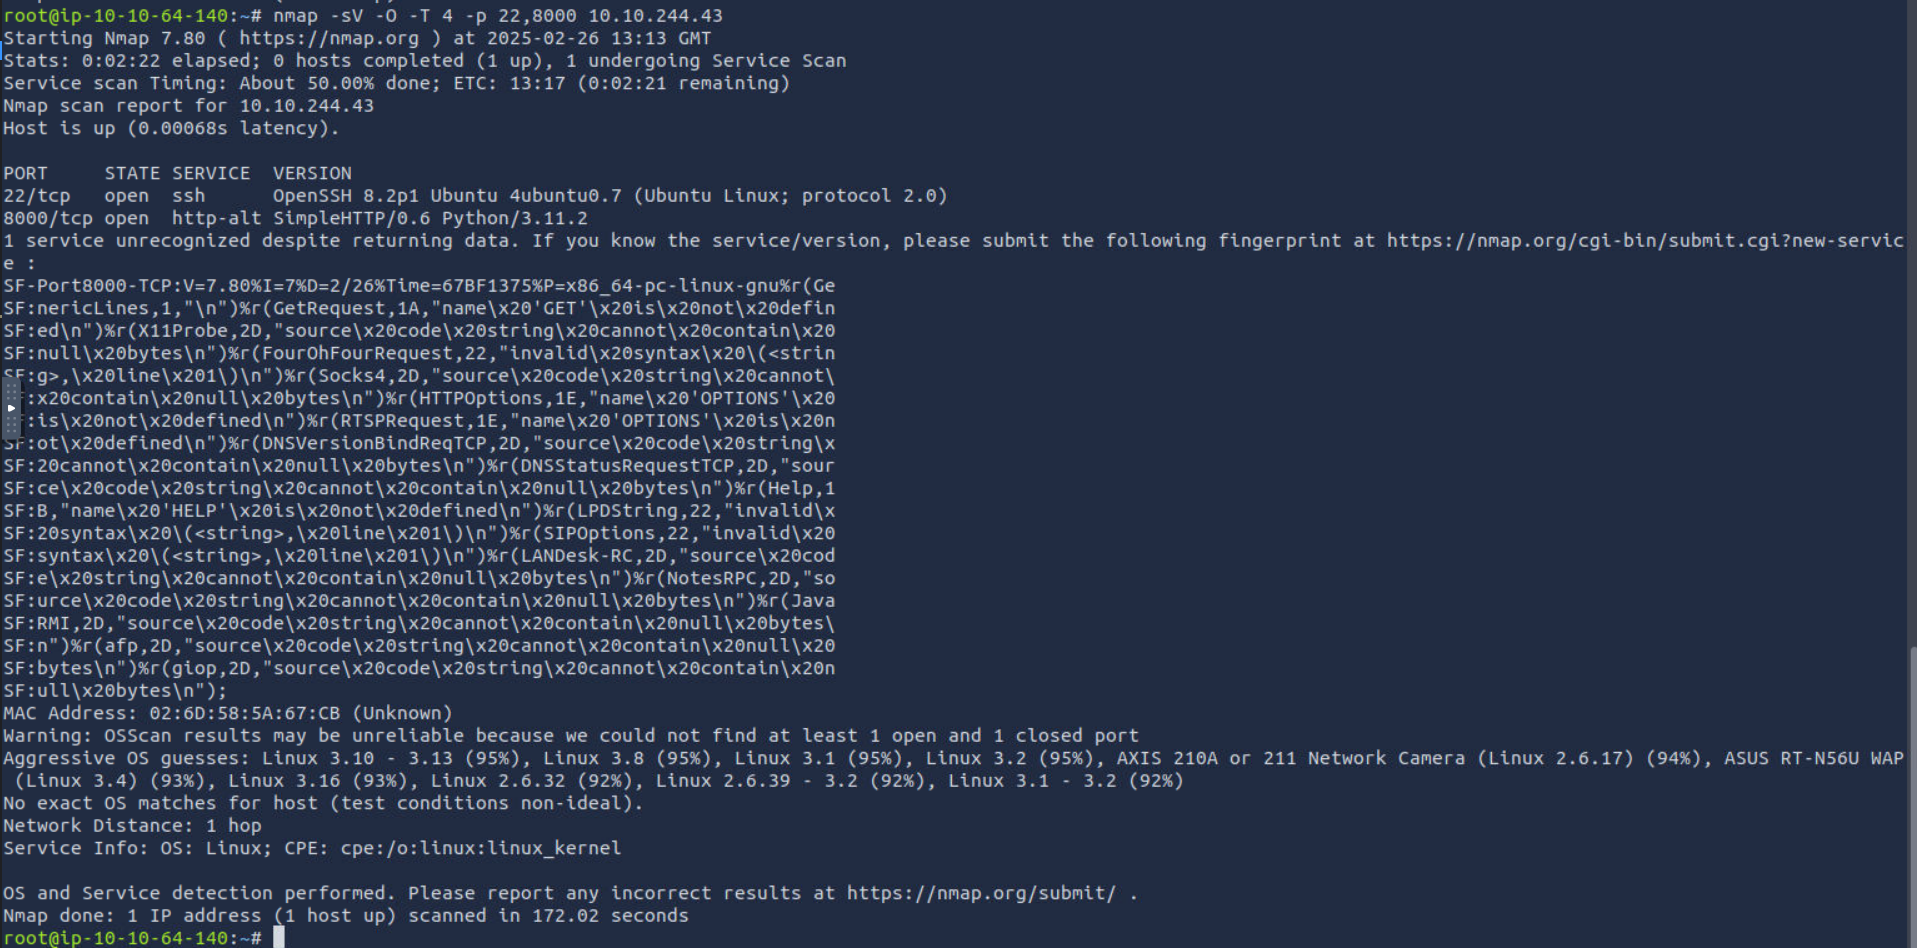 root@ip-10-10-64-140:~# nmap -sV -O -T 4 -p 22,8000 10.10.244.43
Starting Nmap 7.80 ( https://nmap.org ) at 2025-02-26 13:13 GMT
Stats: 0:02:22 elapsed; 0 hosts completed (1 up), 1 undergoing Service Scan
Service scan Timing: About 50.00% done; ETC: 13:17 (0:02:21 remaining)
Nmap scan report for 10.10.244.43
Host is up (0.00068s latency).
PORT     STATE SERVICE  VERSION
22/tcp   open  ssh      OpenSSH 8.2p1 Ubuntu 4ubuntu0.7 (Ubuntu Linux; protocol 2.0)
8000/tcp open  http-alt SimpleHTTP/0.6 Python/3.11.2
1 service unrecognized despite returning data. If you know the service/version, please submit the following fingerprint at https://nmap.org/cgi-bin/submit.cgi?new-servic
e :
SF-Port8000-TCP:V=7.80%I=7%D=2/26%Time=67BF1375%P=x86_64-pc-linux-gnu%r(Ge
SF:nericLines,1,"\n")%r(GetRequest,1A,"name\x20'GET'\x20is\x20not\x20defin
SF:ed\n")%r(X11Probe,2D,"source\x20code\x20string\x20cannot\x20contain\x20
SF:null\x20bytes\n")%r(FourOhFourRequest,22,"invalid\x20syntax\x20\(<strin
SF:g>,\x20line\x201\)\n")%r(Socks4,2D,"source\x20code\x20string\x20cannot\
:x20contain\x20null\x20bytes\n")%r(HTTPOptions,1E,"name\x20'OPTIONS'\x20
:is\x20not\x20defined\n")%r(RTSPRequest,1E,"name\x20'OPTIONS'\x20is\x20n
SF:ot\x20defined\n")%r(DNSVersionBindReqTCP,2D,"source\x20code\x20string\x
SF:20cannot\x20contain\x20null\x20bytes\n")%r(DNSStatusRequestTCP,2D,"sour
SF:ce\x20code\x20string\x20cannot\x20contain\x20null\x20bytes\n")%r(Help,1
SF:B,"name\x20'HELP'\x20is\x20not\x20defined\n")%r(LPDString,22,"invalid\x
SF:20syntax\x20\(<string>,\x20line\x201\)\n")%r(SIPOptions,22,"invalid\x20
SF:syntax\x20\(<string>,\x20line\x201\)\n")%r(LANDesk-RC,2D,"source\x20cod
SF:e\x20string\x20cannot\x20contain\x20null\x20bytes\n")%r(NotesRPC,2D,"so
SF:urce\x20code\x20string\x20cannot\x20contain\x20null\x20bytes\n")%r(Java
SF:RMI,2D,"source\x20code\x20string\x20cannot\x20contain\x20null\x20bytes\
SF:n")%r(afp,2D,"source\x20code\x20string\x20cannot\x20contain\x20null\x20
SF:bytes\n")%r(giop,2D,"source\x20code\x20string\x20cannot\x20contain\x20n
SF:ull\x20bytes\n");
MAC Address: 02:6D:58:5A:67:CB (Unknown)
Warning: OSScan results may be unreliable because we could not find at least 1 open and 1 closed port
Aggressive OS guesses: Linux 3.10 - 3.13 (95%), Linux 3.8 (95%), Linux 3.1 (95%), Linux 3.2 (95%), AXIS 210A or 211 Network Camera (Linux 2.6.17) (94%), ASUS RT-N56U WAP
 (Linux 3.4) (93%), Linux 3.16 (93%), Linux 2.6.32 (92%), Linux 2.6.39 - 3.2 (92%), Linux 3.1 - 3.2 (92%)
No exact OS matches for host (test conditions non-ideal).
Network Distance: 1 hop
Service Info: OS: Linux; CPE: cpe:/o:linux:linux_kernel
OS and Service detection performed. Please report any incorrect results at https://nmap.org/submit/ .
Nmap done: 1 IP address (1 host up) scanned in 172.02 seconds
root@ip-10-10-64-140:~#